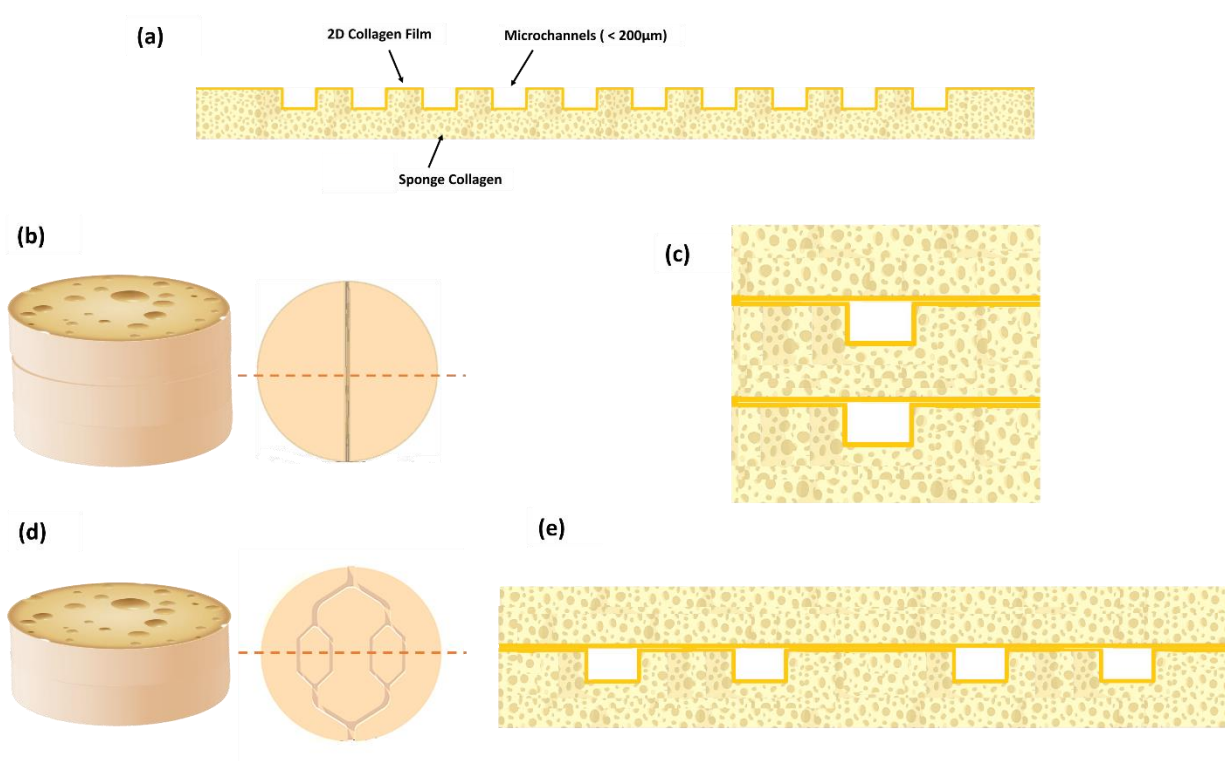 (a)
2D Collagen Film
Microchannels ( < 200µm)
Sponge Collagen
(b)
(c)
(d)
(e)